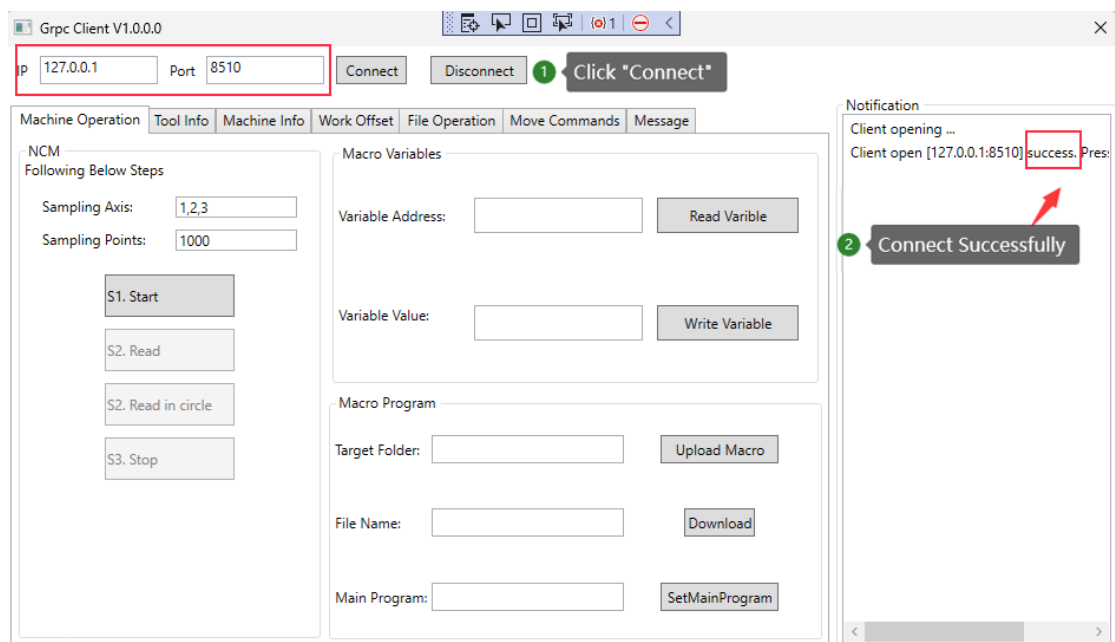 Grpc Client V1.0.0.0
1
IP 127.0.0.1 Port 8510 Connect Disconnect 1 Click "Connect"
Machine Operation Tool Info Machine Info Work Offset File Operation Move Commands Message
NCM
Following Below Steps
Sampling Axis: 1,2,3
Sampling Points: 1000
S1. Start
S2. Read
S2. Read in circle
S3. Stop
Macro Variables
Variable Address: Read Varible
Variable Value: Write Variable
Macro Program
Target Folder: Upload Macro
File Name: Download
Main Program: SetMainProgram
Notification
Client opening ...
Client open [127.0.0.1:8510] success. Pres
2 Connect Successfully